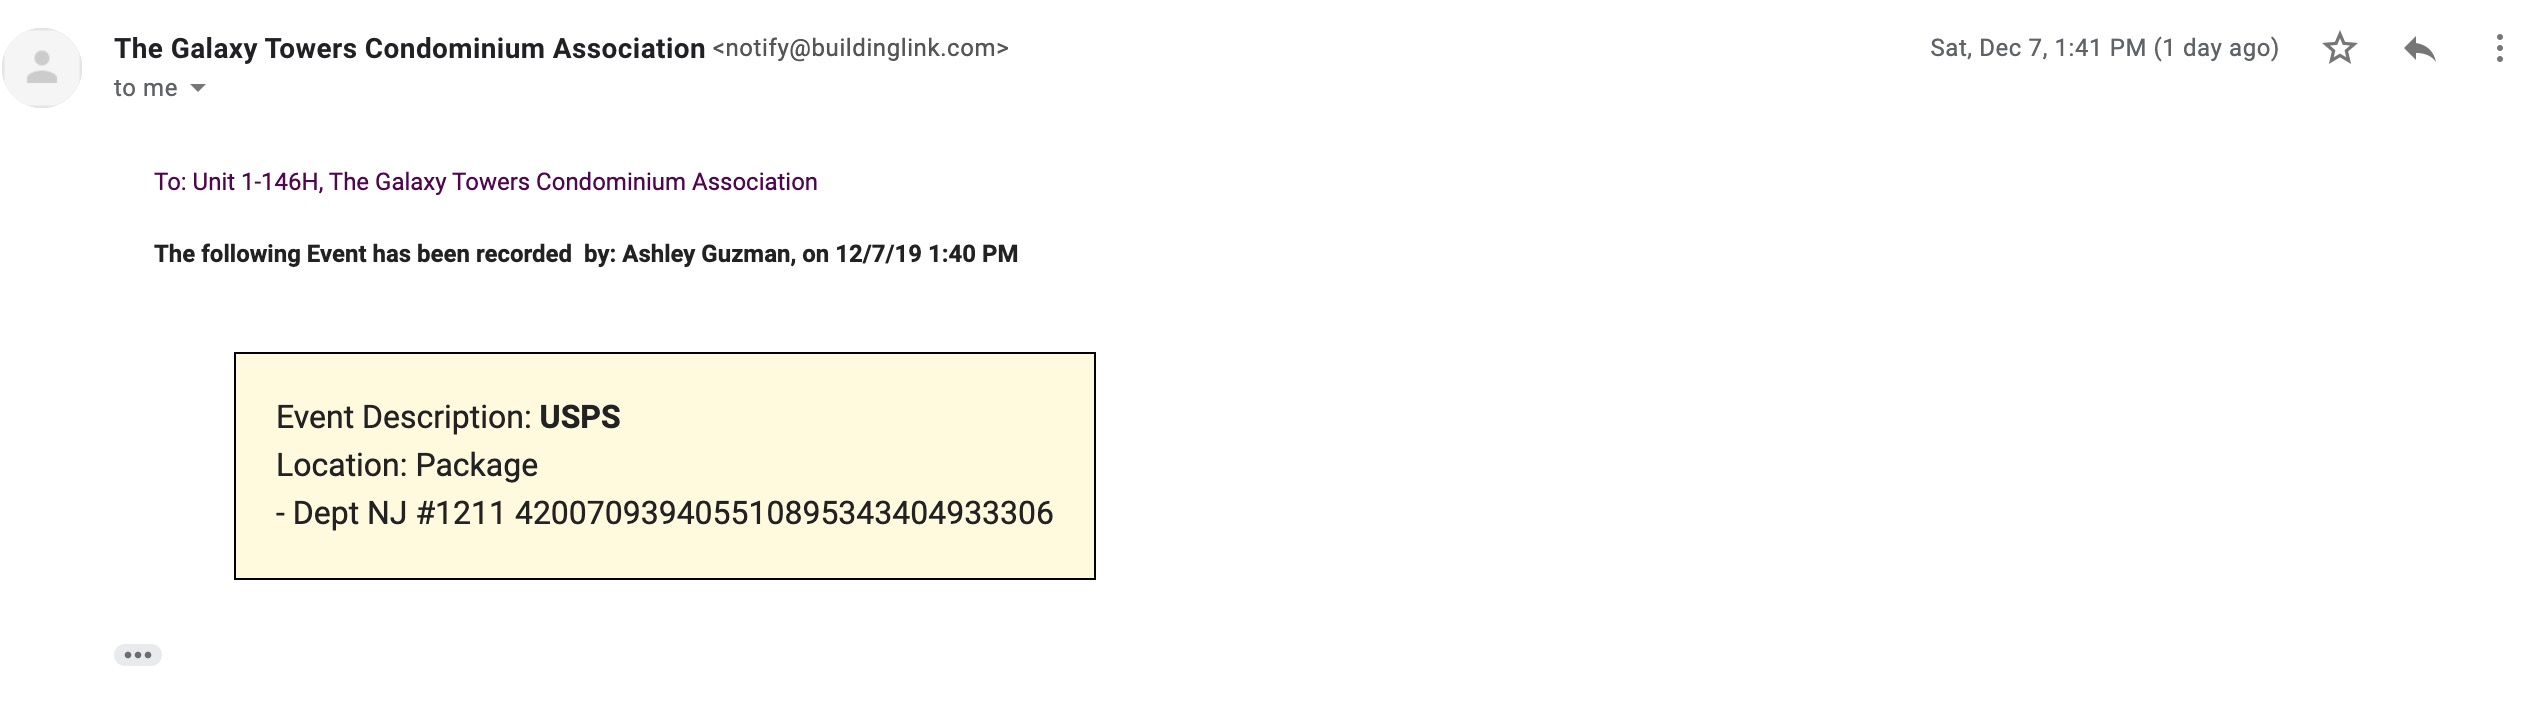 The Galaxy Towers Condominium Association <notify@buildinglink.com>
Sat, Dec 7, 1:41 PM (1 day ago)
to me
To: Unit 1-146H, The Galaxy Towers Condominium Association
The following Event has been recorded  by: Ashley Guzman, on 12/7/19 1:40 PM
Event Description: USPS
Location: Package
- Dept NJ #1211 420070939405510895343404933306